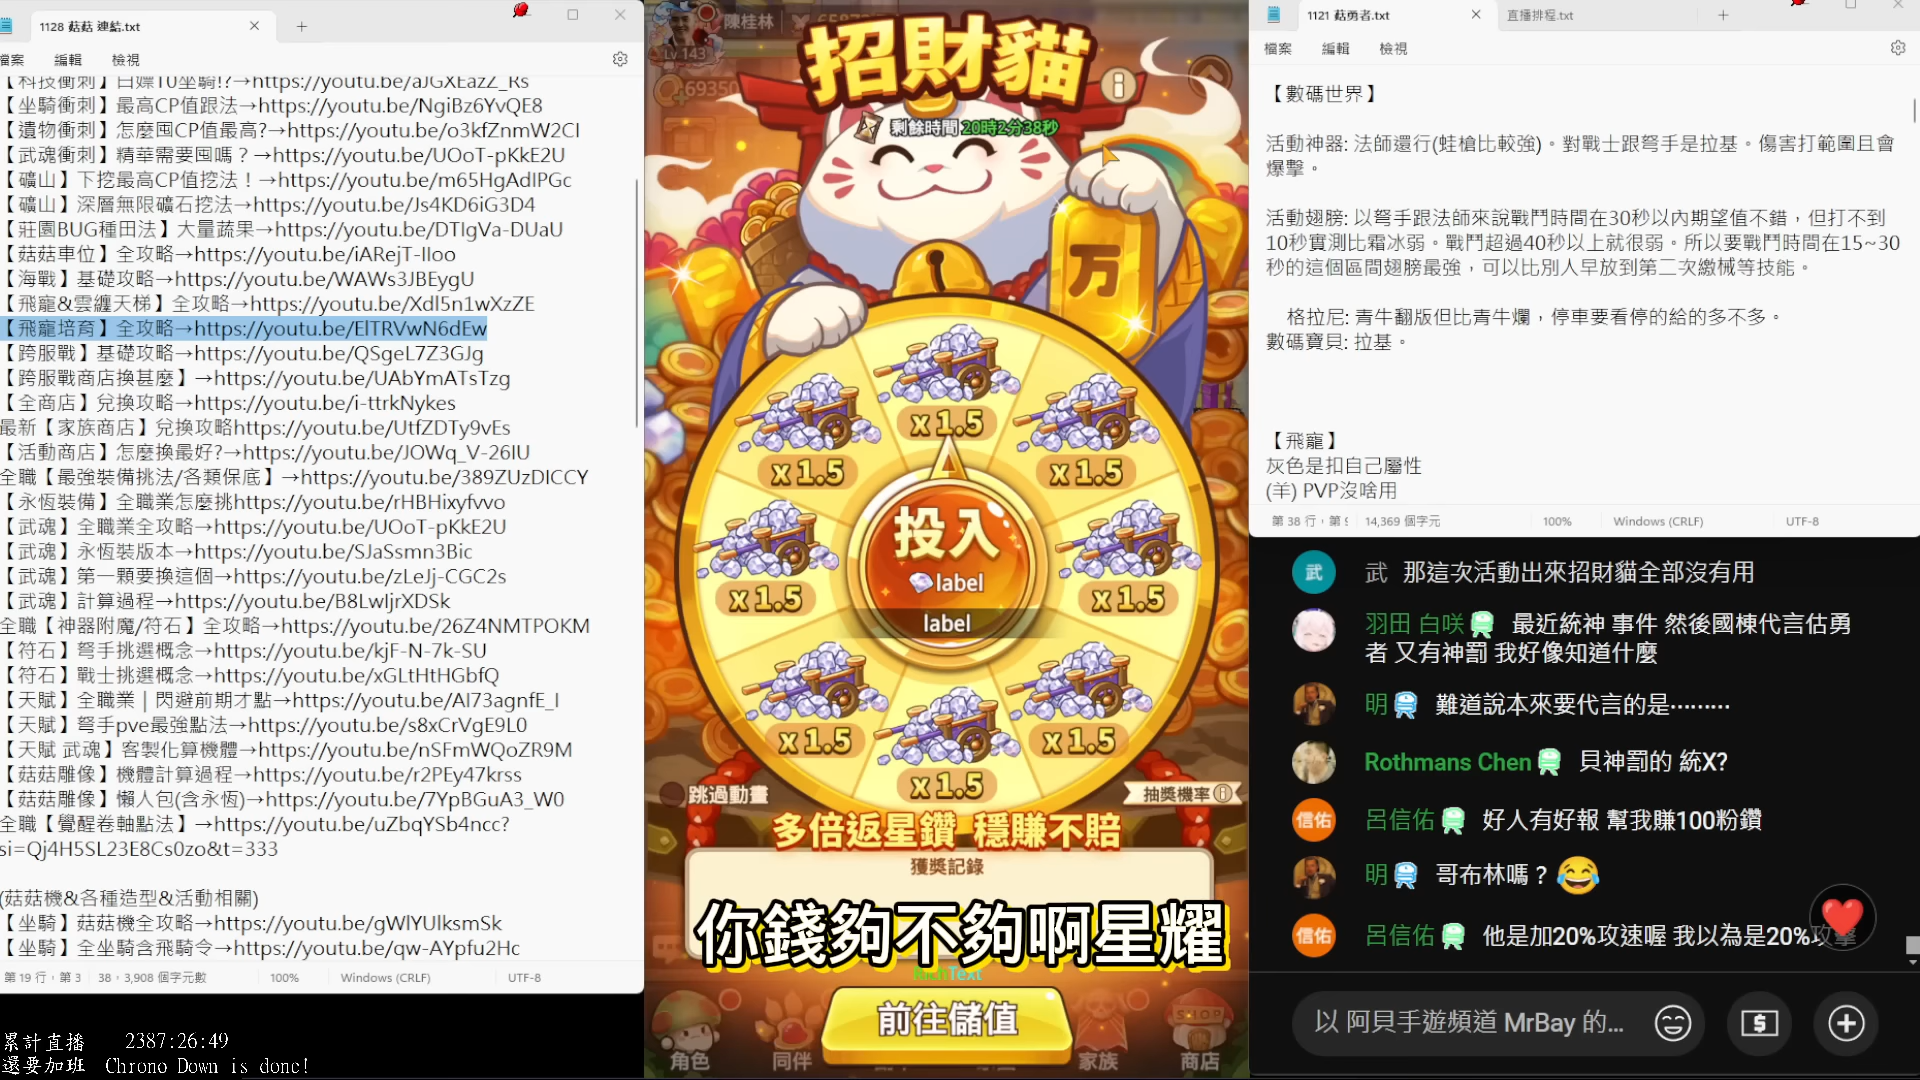 1128 菇菇 連結.txt
檔案 編輯 檢視
【科技衝刺】白嫖10坐騎!?→https://youtu.be/aJGXEazZ_Rs
【坐騎衝刺】最高CP值跟法→https://youtu.be/NgiBz6YvQE8
【遺物衝刺】怎麼囤CP值最高?→https://youtu.be/o3kfZnmW2CI
【武魂衝刺】精華需要囤嗎？→https://youtu.be/UOoT-pKkE2U
【礦山】下挖最高CP值挖法！→https://youtu.be/m65HgAdIPGc
【礦山】深層無限礦石挖法→https://youtu.be/Js4KD6iG3D4
【莊園BUG種田法】大量蔬果→https://youtu.be/DTIgVa-DUaU
【菇菇車位】全攻略→https://youtu.be/iARejT-Iloo
【海戰】基礎攻略→https://youtu.be/WAWs3JBEygU
【飛寵&雲纏天梯】全攻略→https://youtu.be/Xdl5n1wXzZE
【飛寵培育】全攻略→https://youtu.be/ElTRVwN6dEw
【跨服戰】基礎攻略→https://youtu.be/QSgeL7Z3GJg
【跨服戰商店換甚麼】→https://youtu.be/UAbYmATsTzg
【全商店】兌換攻略→https://youtu.be/i-ttrkNykes
最新【家族商店】兌換攻略https://youtu.be/UtfZDTy9vEs
【活動商店】怎麼換最好?→https://youtu.be/JOWq_V-26IU
全職【最強裝備挑法/各類保底】→https://youtu.be/389ZUzDICCY
【永恆裝備】全職業怎麼挑https://youtu.be/rHBHixyfvvo
【武魂】全職業全攻略→https://youtu.be/UOoT-pKkE2U
【武魂】永恆裝版本→https://youtu.be/SJaSsmn3Bic
【武魂】第一顆要換這個→https://youtu.be/zLeJj-CGC2s
【武魂】計算過程→https://youtu.be/B8LwIjrXDSk
全職【神器附魔/符石】全攻略→https://youtu.be/26Z4NMTPOKM
【符石】弩手挑選概念→https://youtu.be/kjF-N-7k-SU
【符石】戰士挑選概念→https://youtu.be/xGLtHtHGbfQ
【天賦】全職業｜閃避前期才點→https://youtu.be/AI73agnfE_I
【天賦】弩手pve最強點法→https://youtu.be/s8xCrVgE9L0
【天賦 武魂】客製化算機體→https://youtu.be/nSFmWQoZR9M
【菇菇雕像】機體計算過程→https://youtu.be/r2PEy47krss
【菇菇雕像】懶人包(含永恆)→https://youtu.be/7YpBGuA3_W0
全職【覺醒卷軸點法】→https://youtu.be/uZbqYSb4ncc?
si=Qj4H5SL23E8Cs0zo&t=333
(菇菇機&各種造型&活動相關)
【坐騎】菇菇機全攻略→https://youtu.be/gWlYUlksmSk
【坐騎】全坐騎含飛騎令→https://youtu.be/qw-AYpfu2Hc
第 19 行，第 3 38，3,908 個字元數 100% Windows (CRLF) UTF-8
累計直播 2387:26:49
還要加班 Chrono Down is done!
陳桂林
Lv 143
69350
招財貓
剩餘時間 20時2分38秒
万
x1.5
x1.5
x1.5
x1.5
x1.5
x1.5
x1.5
x1.5
投入
label
label
跳過動畫
抽獎機率
多倍返星鑽 穩賺不賠
獲獎記錄
你錢夠不夠啊星耀
RichText
前往儲值
角色 同伴 家族 商店
SHOP
1121 菇勇者.txt 直播排程.txt
檔案 編輯 檢視
【數碼世界】
活動神器: 法師還行(蛙槍比較強)。對戰士跟弩手是拉基。傷害打範圍且會
爆擊。
活動翅膀: 以弩手跟法師來說戰鬥時間在30秒以內期望值不錯，但打不到
10秒實測比霜冰弱。戰鬥超過40秒以上就很弱。所以要戰鬥時間在15~30
秒的這個區間翅膀最強，可以比別人早放到第二次繳械等技能。
格拉尼: 青牛翻版但比青牛爛，停車要看停的給的多不多。
數碼寶貝: 拉基。
【飛寵】
灰色是扣自己屬性
(羊) PVP沒啥用
第 38 行，第 9 14,369 個字元 100% Windows (CRLF) UTF-8
武 武 那這次活動出來招財貓全部沒有用
羽田 白咲 最近統神 事件 然後國棟代言估勇
者 又有神罰 我好像知道什麼
明 難道說本來要代言的是………
Rothmans Chen 貝神罰的 統X?
信佑 呂信佑 好人有好報 幫我賺100粉鑽
明 哥布林嗎？
信佑 呂信佑 他是加20%攻速喔 我以為是20%攻擊
以 阿貝手遊頻道 MrBay 的...